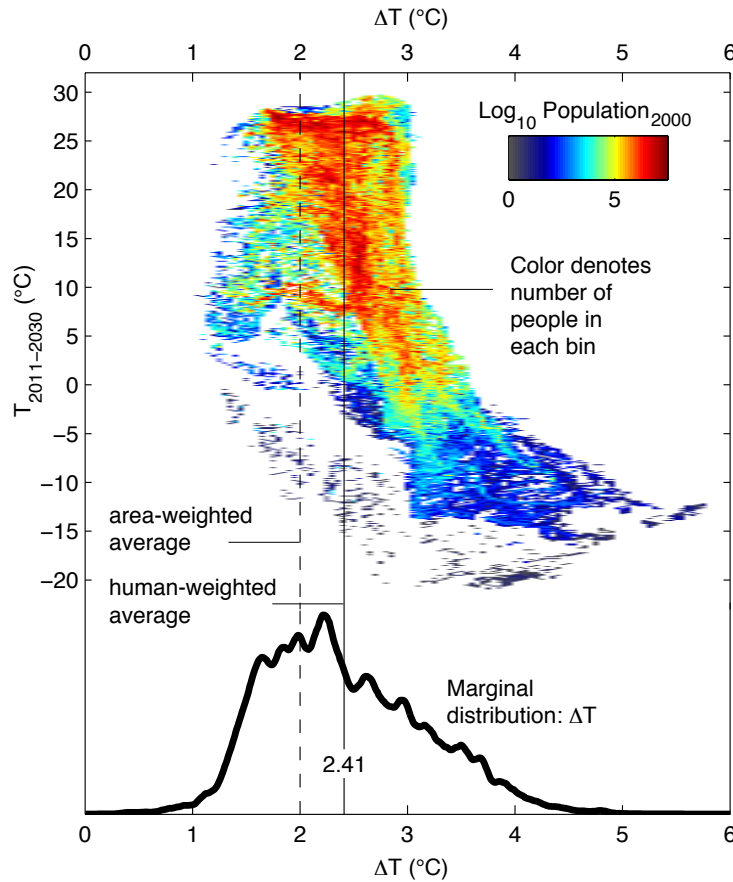 ΔT (°C)
0 1 2 3 4 5 6
30
25
20
15
10
5
0
−5
−10
−15
−20
T2011−2030 (°C)
Log10 Population2000
0 5
Color denotes
number of
people in
each bin
area-weighted
average
human-weighted
average
Marginal
distribution: ΔT
2.41
0 1 2 3 4 5 6
ΔT (°C)